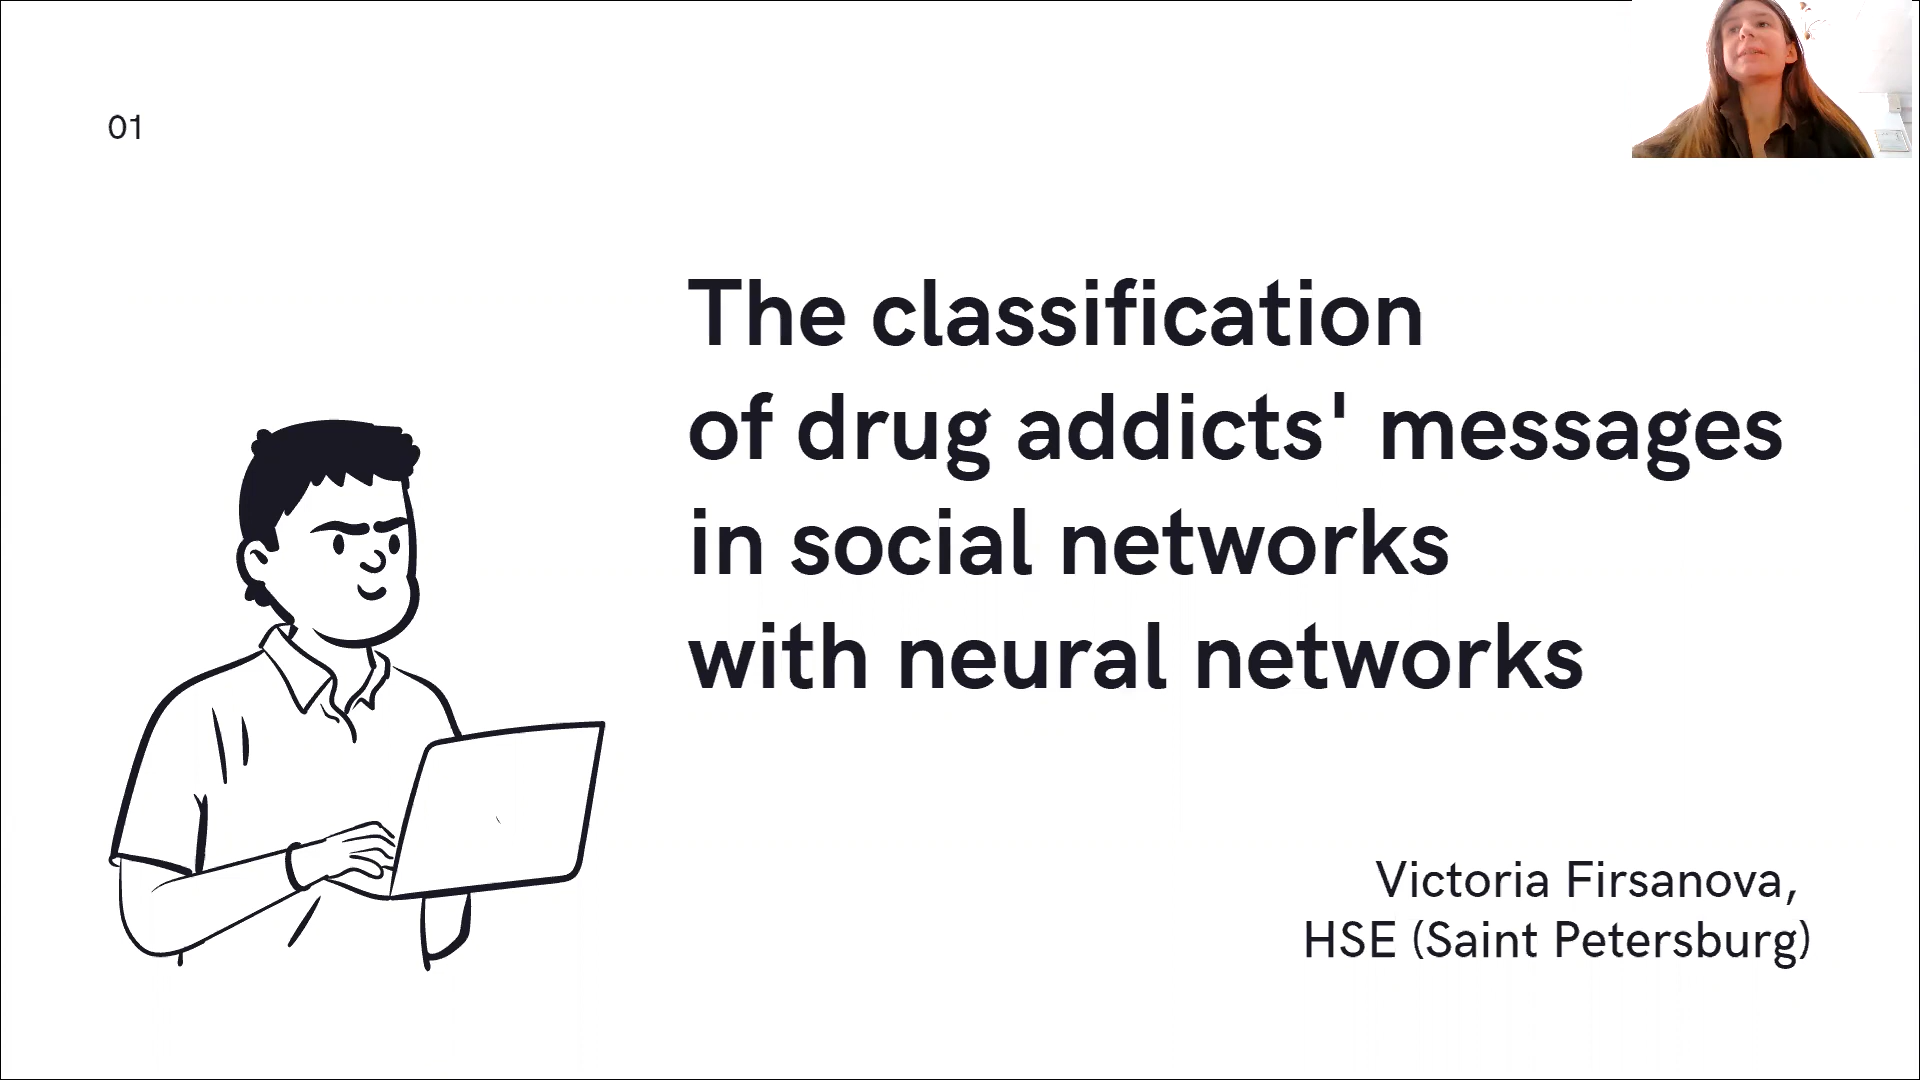 01
The classification
of drug addicts' messages
in social networks
with neural networks
Victoria Firsanova,
HSE (Saint Petersburg)